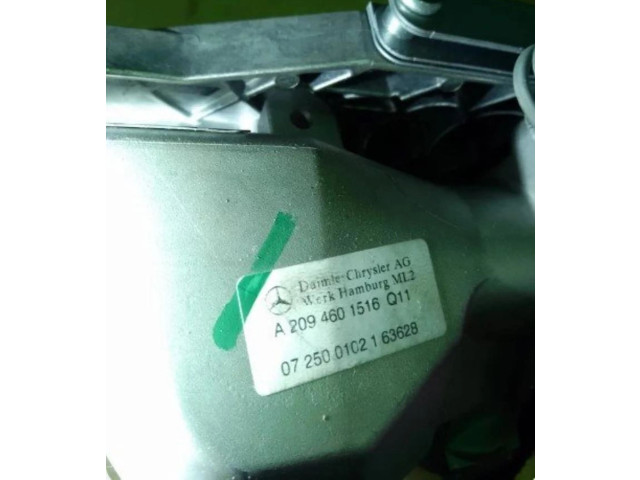 Daimler-Chrysler AG
Werk Hamburg ML2
A 209 460 1516 Q11
07 250 0102 1 63628